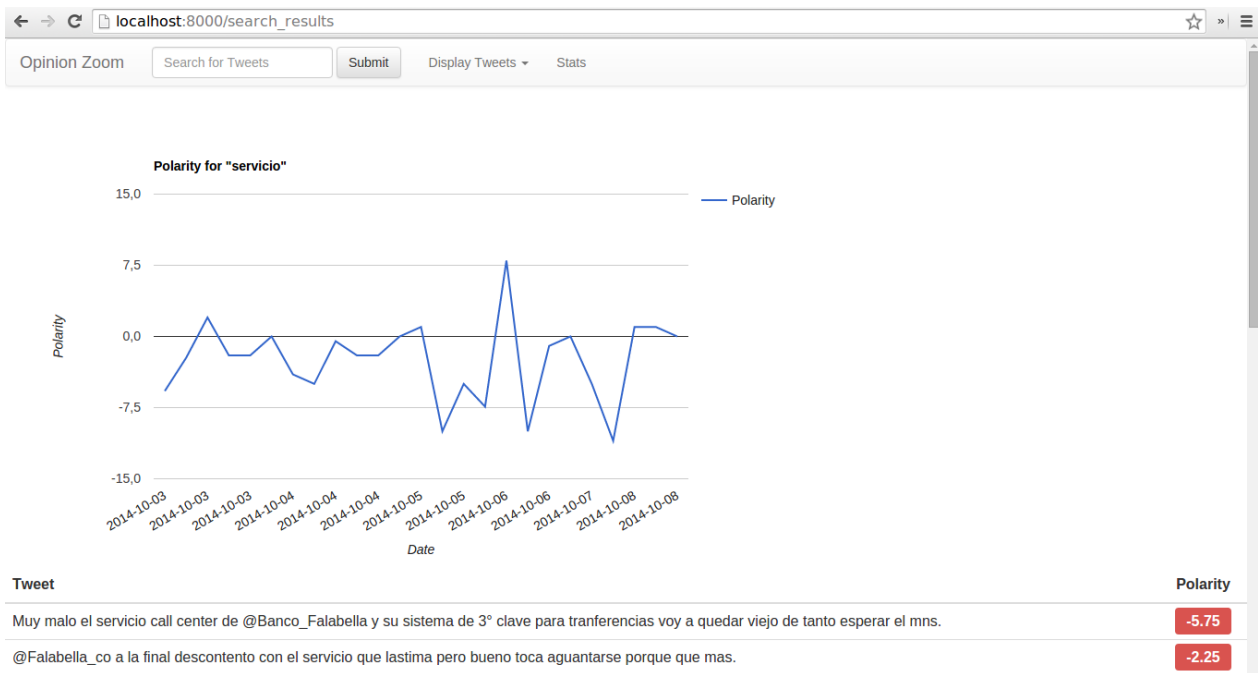 localhost:8000/search_results
Opinion Zoom Search for Tweets Submit Display Tweets Stats
Polarity for "servicio"
15,0
7,5
0,0
-7,5
-15,0
Polarity
Polarity
2014-10-03 2014-10-03 2014-10-03 2014-10-04 2014-10-04 2014-10-04 2014-10-05 2014-10-05 2014-10-06 2014-10-06 2014-10-07 2014-10-08 2014-10-08
Date
Tweet Polarity
Muy malo el servicio call center de @Banco_Falabella y su sistema de 3° clave para tranferencias voy a quedar viejo de tanto esperar el mns. -5.75
@Falabella_co a la final descontento con el servicio que lastima pero bueno toca aguantarse porque que mas. -2.25